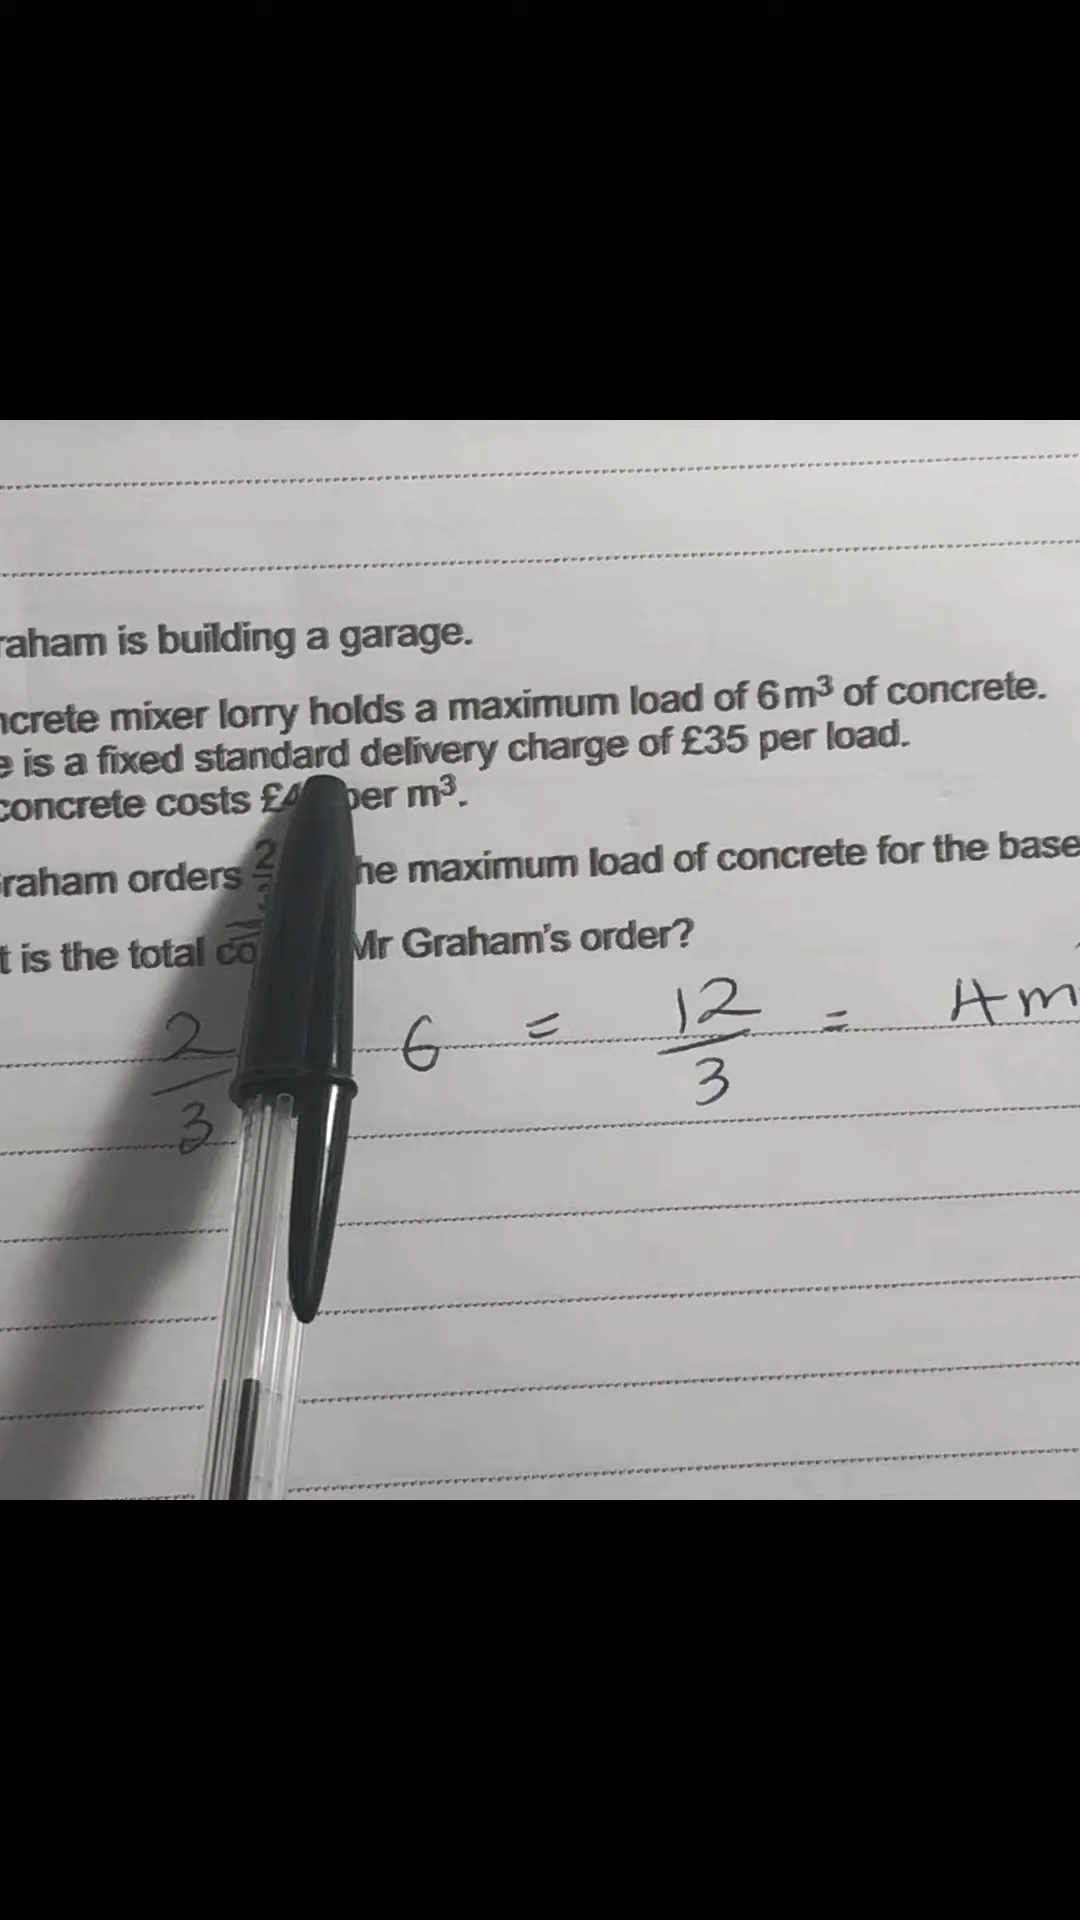 raham is building a garage.
ncrete mixer lorry holds a maximum load of 6 m³ of concrete.
e is a fixed standard delivery charge of £35 per load.
concrete costs £4 per m³.
raham orders 2 he maximum load of concrete for the base
t is the total co Mr Graham's order?
2/3 6 = 12/3 = 4m